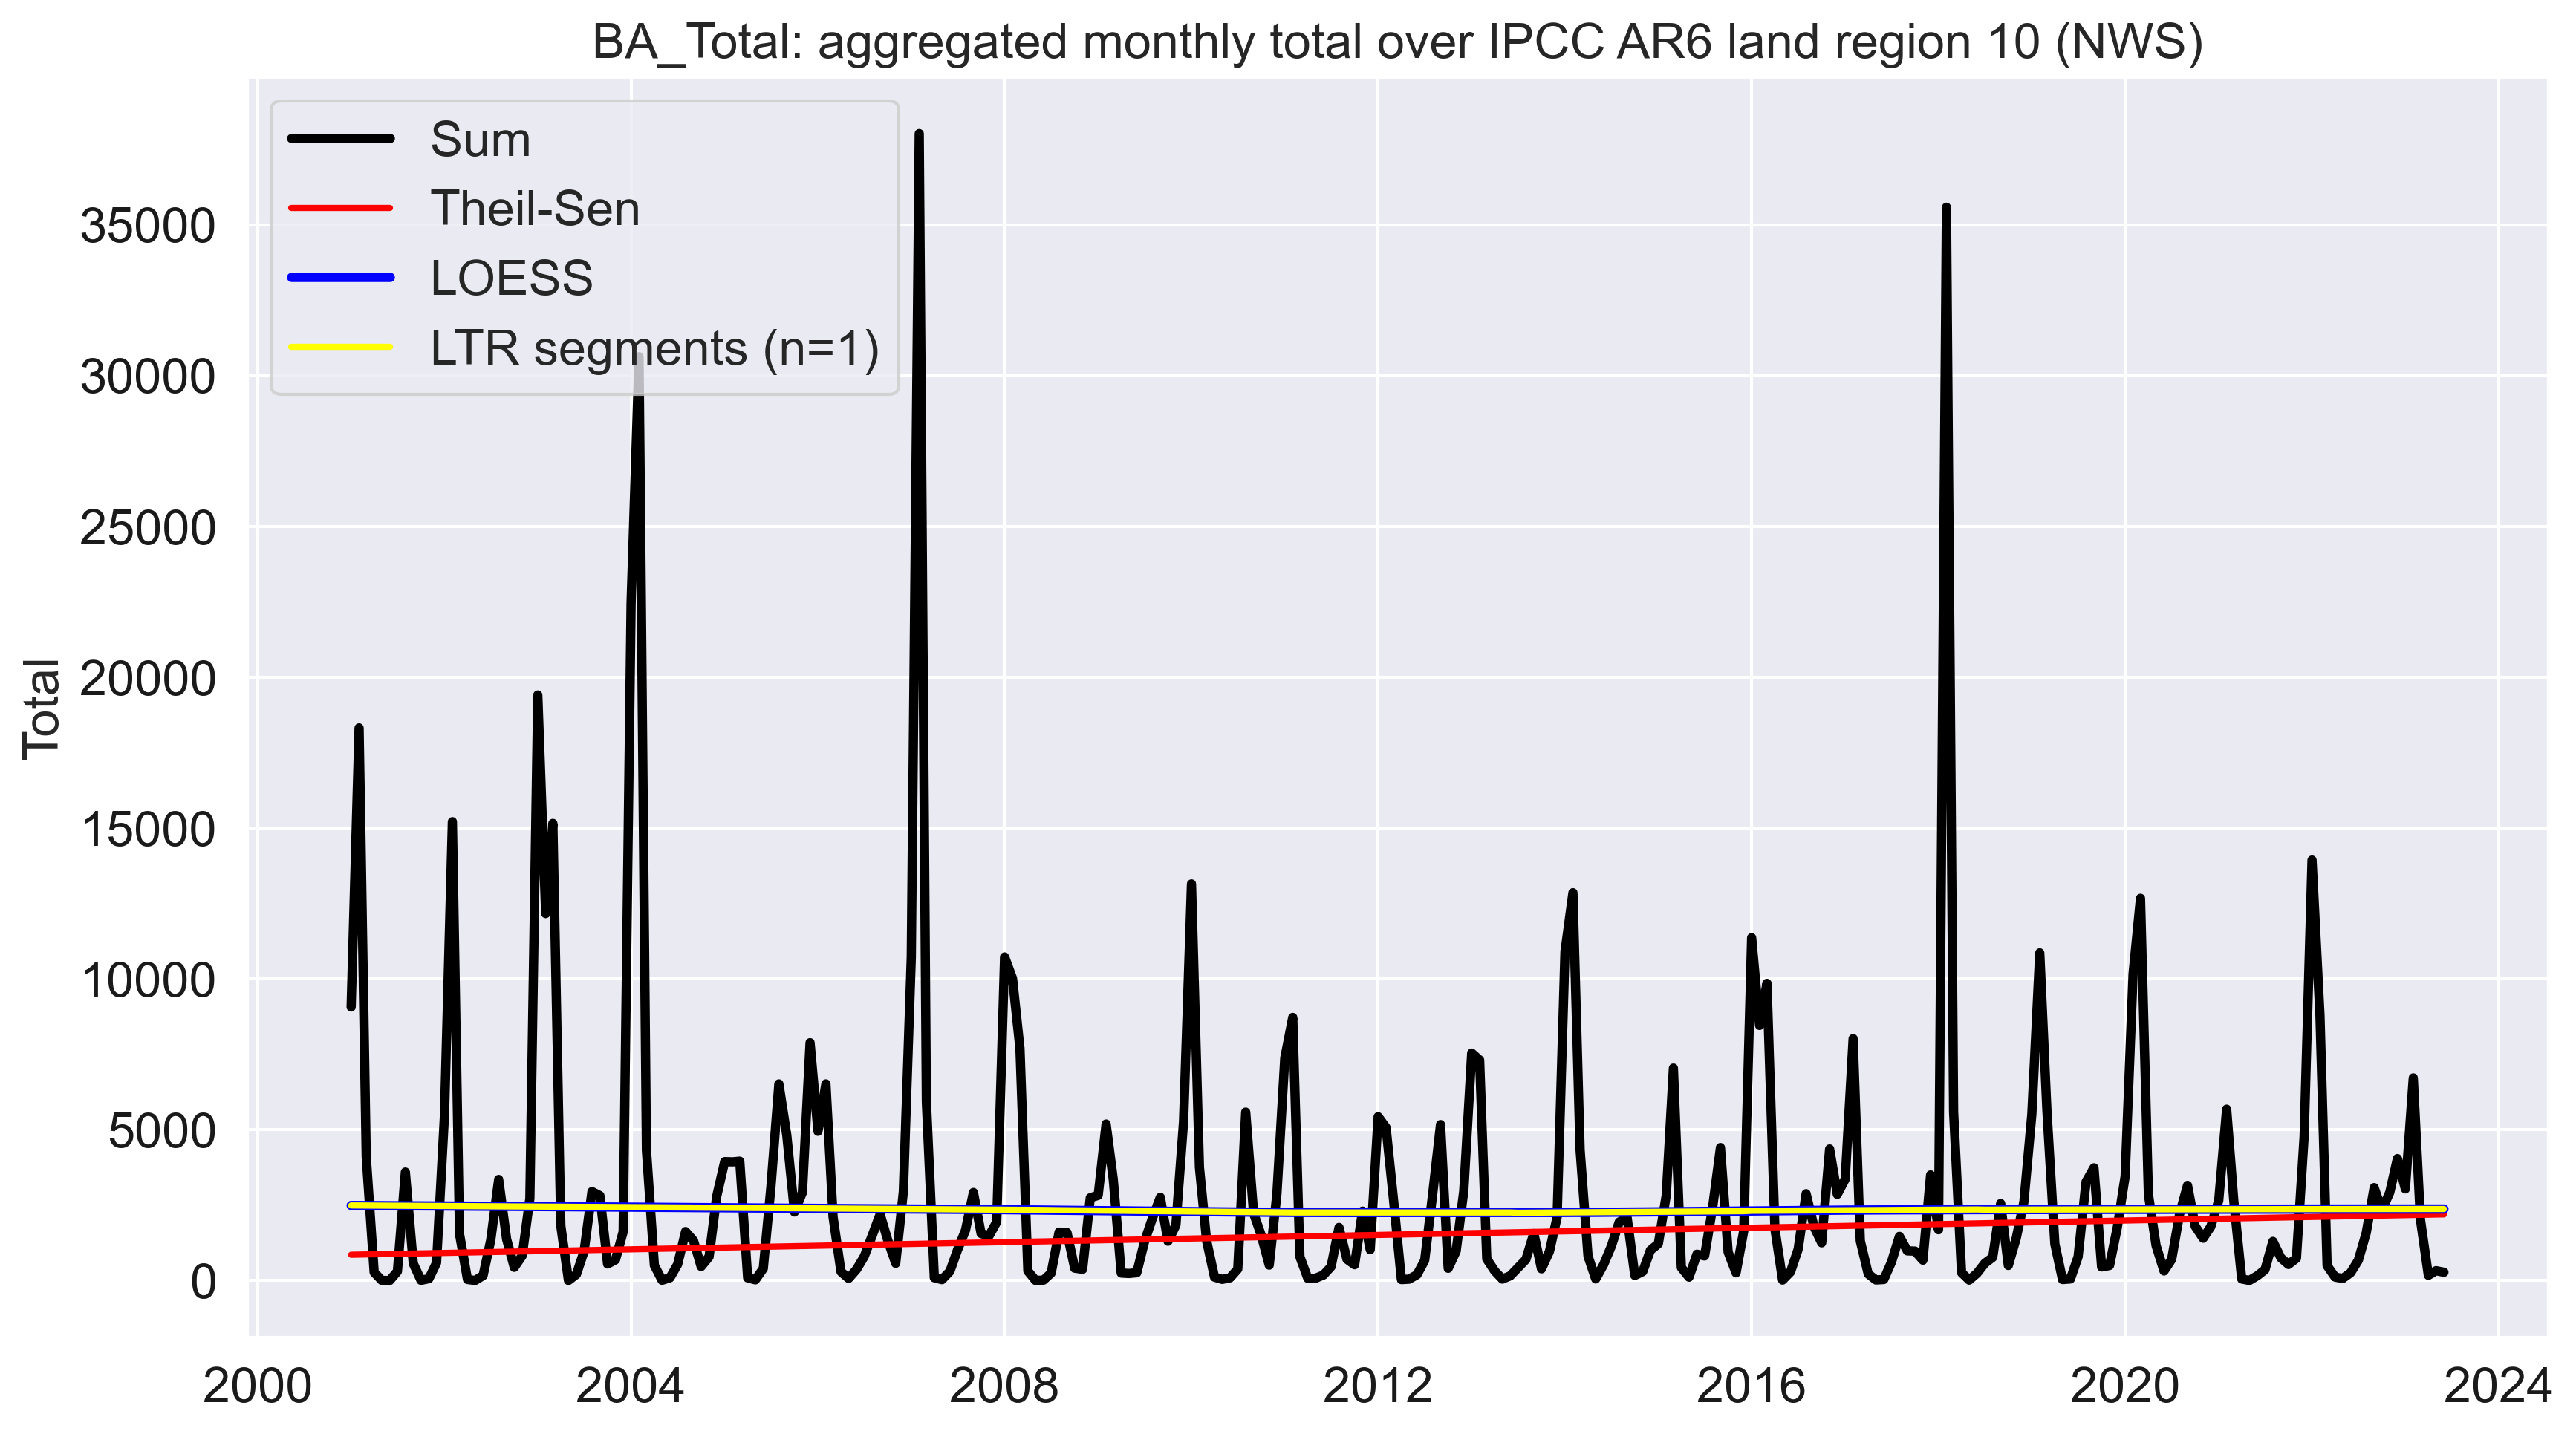 BA_Total: aggregated monthly total over IPCC AR6 land region 10 (NWS)
Sum
Theil-Sen
LOESS
LTR segments (n=1)
Total
35000
30000
25000
20000
15000
10000
5000
0
2000
2004
2008
2012
2016
2020
2024